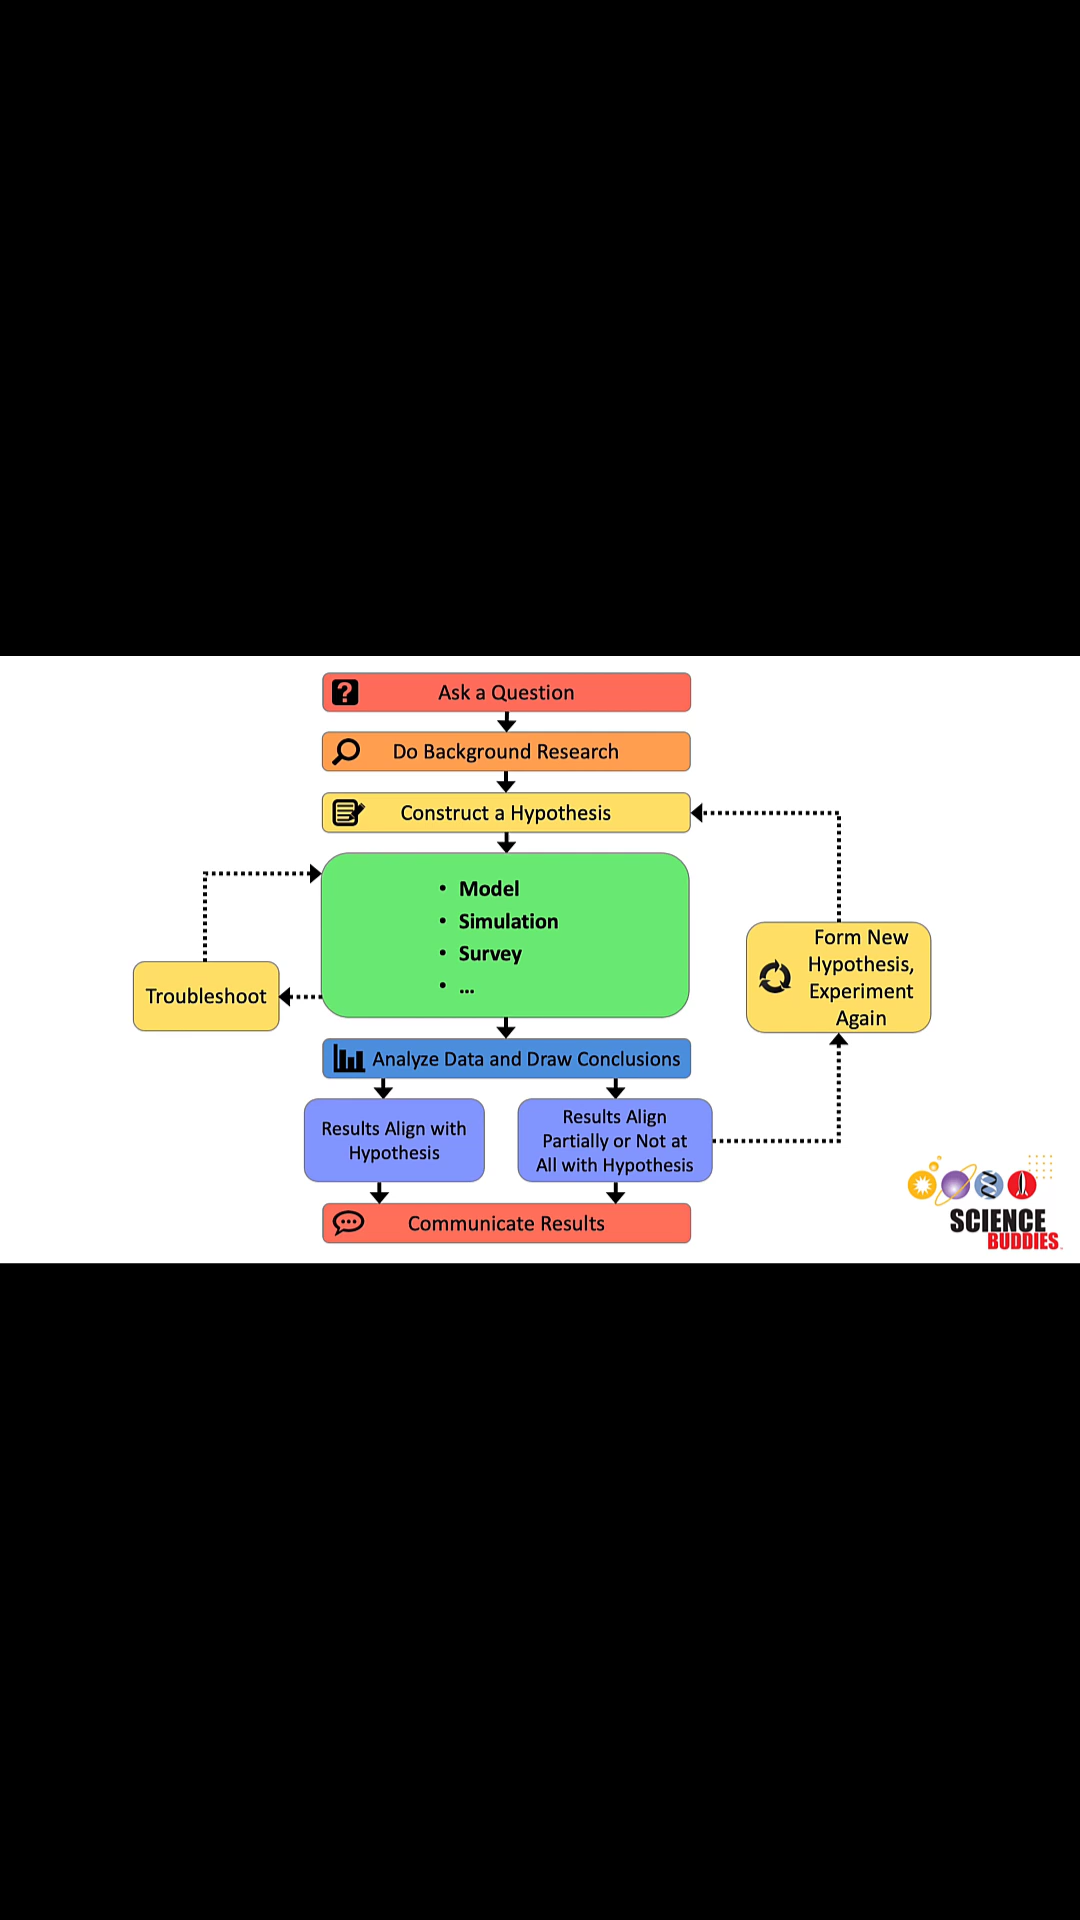 Ask a Question
Do Background Research
Construct a Hypothesis
• Model
• Simulation
• Survey
• ...
Troubleshoot
Form New
Hypothesis,
Experiment
Again
Analyze Data and Draw Conclusions
Results Align with
Hypothesis
Results Align
Partially or Not at
All with Hypothesis
Communicate Results
SCIENCE
BUDDIES